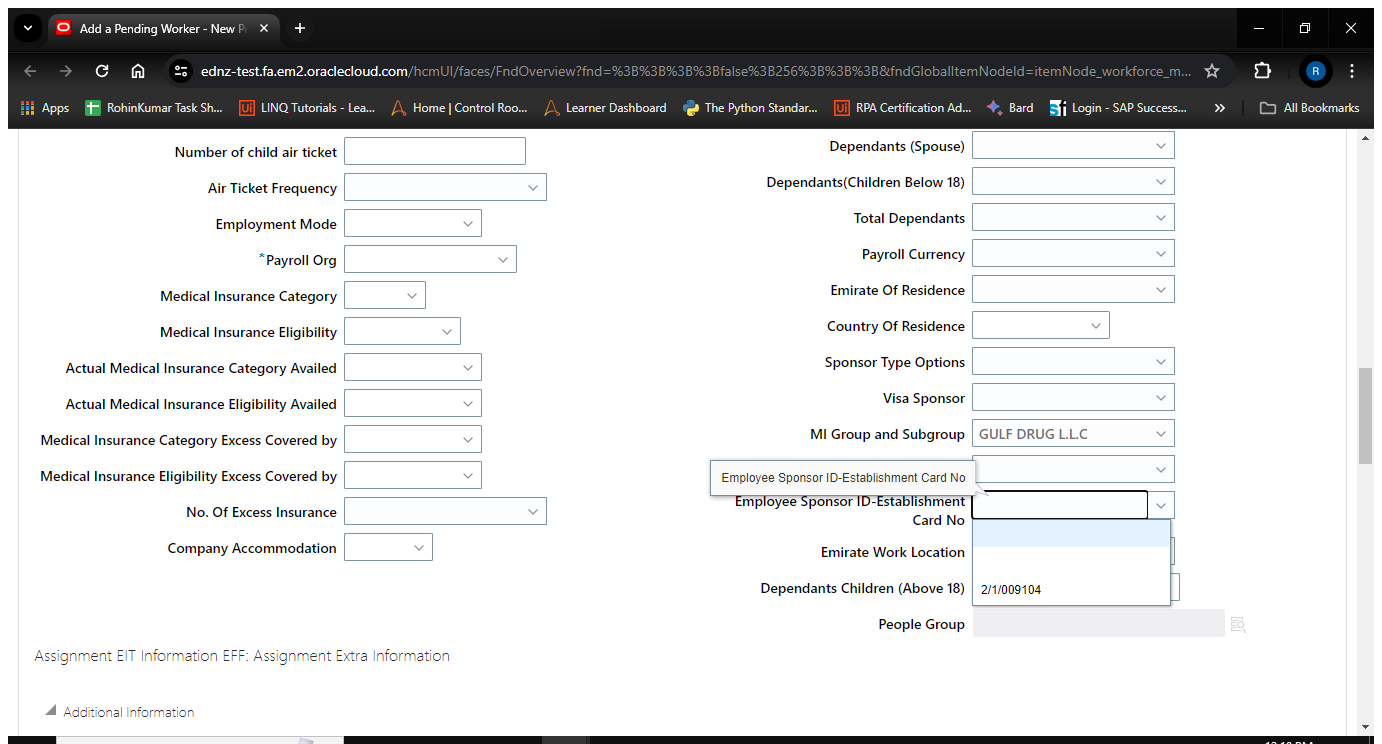 Add a Pending Worker - New P
ednz-test.fa.em2.oraclecloud.com/hcmUI/faces/FndOverview?fnd=%3B%3B%3B%3Bfalse%3B256%3B%3B%3B&fndGlobalItemNodeId=itemNode_workforce_m...
R
Apps
RohinKumar Task Sh...
Ui LINQ Tutorials - Lea...
Home | Control Roo...
Learner Dashboard
The Python Standar...
Ui RPA Certification Ad...
Bard
Login - SAP Success...
»
All Bookmarks
Number of child air ticket
Air Ticket Frequency
Employment Mode
*Payroll Org
Medical Insurance Category
Medical Insurance Eligibility
Actual Medical Insurance Category Availed
Actual Medical Insurance Eligibility Availed
Medical Insurance Category Excess Covered by
Medical Insurance Eligibility Excess Covered by
No. Of Excess Insurance
Company Accommodation
Dependants (Spouse)
Dependants(Children Below 18)
Total Dependants
Payroll Currency
Emirate Of Residence
Country Of Residence
Sponsor Type Options
Visa Sponsor
MI Group and Subgroup GULF DRUG L.L.C
Employee Sponsor ID-Establishment Card No
Employee Sponsor ID-Establishment
Card No
2/1/009104
Emirate Work Location
Dependants Children (Above 18)
People Group
Assignment EIT Information EFF: Assignment Extra Information
Additional Information